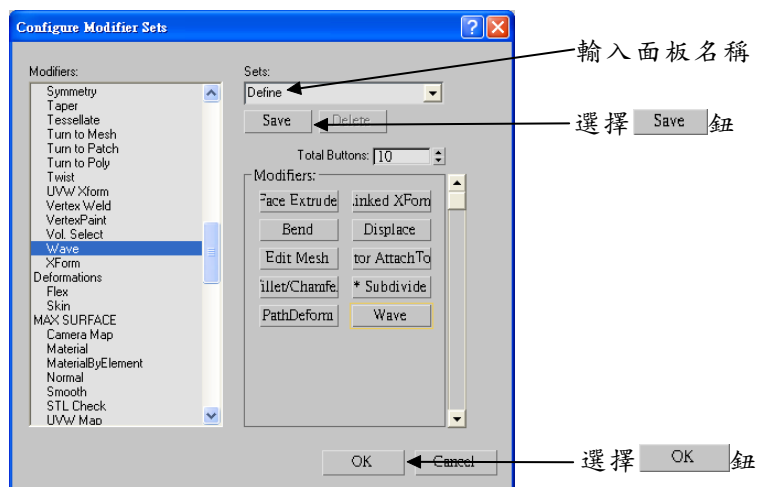 Configure Modifier Sets
Modifiers:
Symmetry
Taper
Tessellate
Turn to Mesh
Turn to Patch
Turn to Poly
Twist
UVW Xform
Vertex Weld
VertexPaint
Vol. Select
Wave
XForm
Deformations
Flex
Skin
MAX SURFACE
Camera Map
Material
MaterialByElement
Normal
Smooth
STL Check
UVW Map
Sets:
Define
Save Delete
Total Buttons: 10
Modifiers:
Face Extrude .inked XForn
Bend Displace
Edit Mesh tor AttachTo
illet/Chamfe. * Subdivide
PathDeform Wave
OK Cancel
輸入面板名稱
選擇 Save 鈕
選擇 OK 鈕